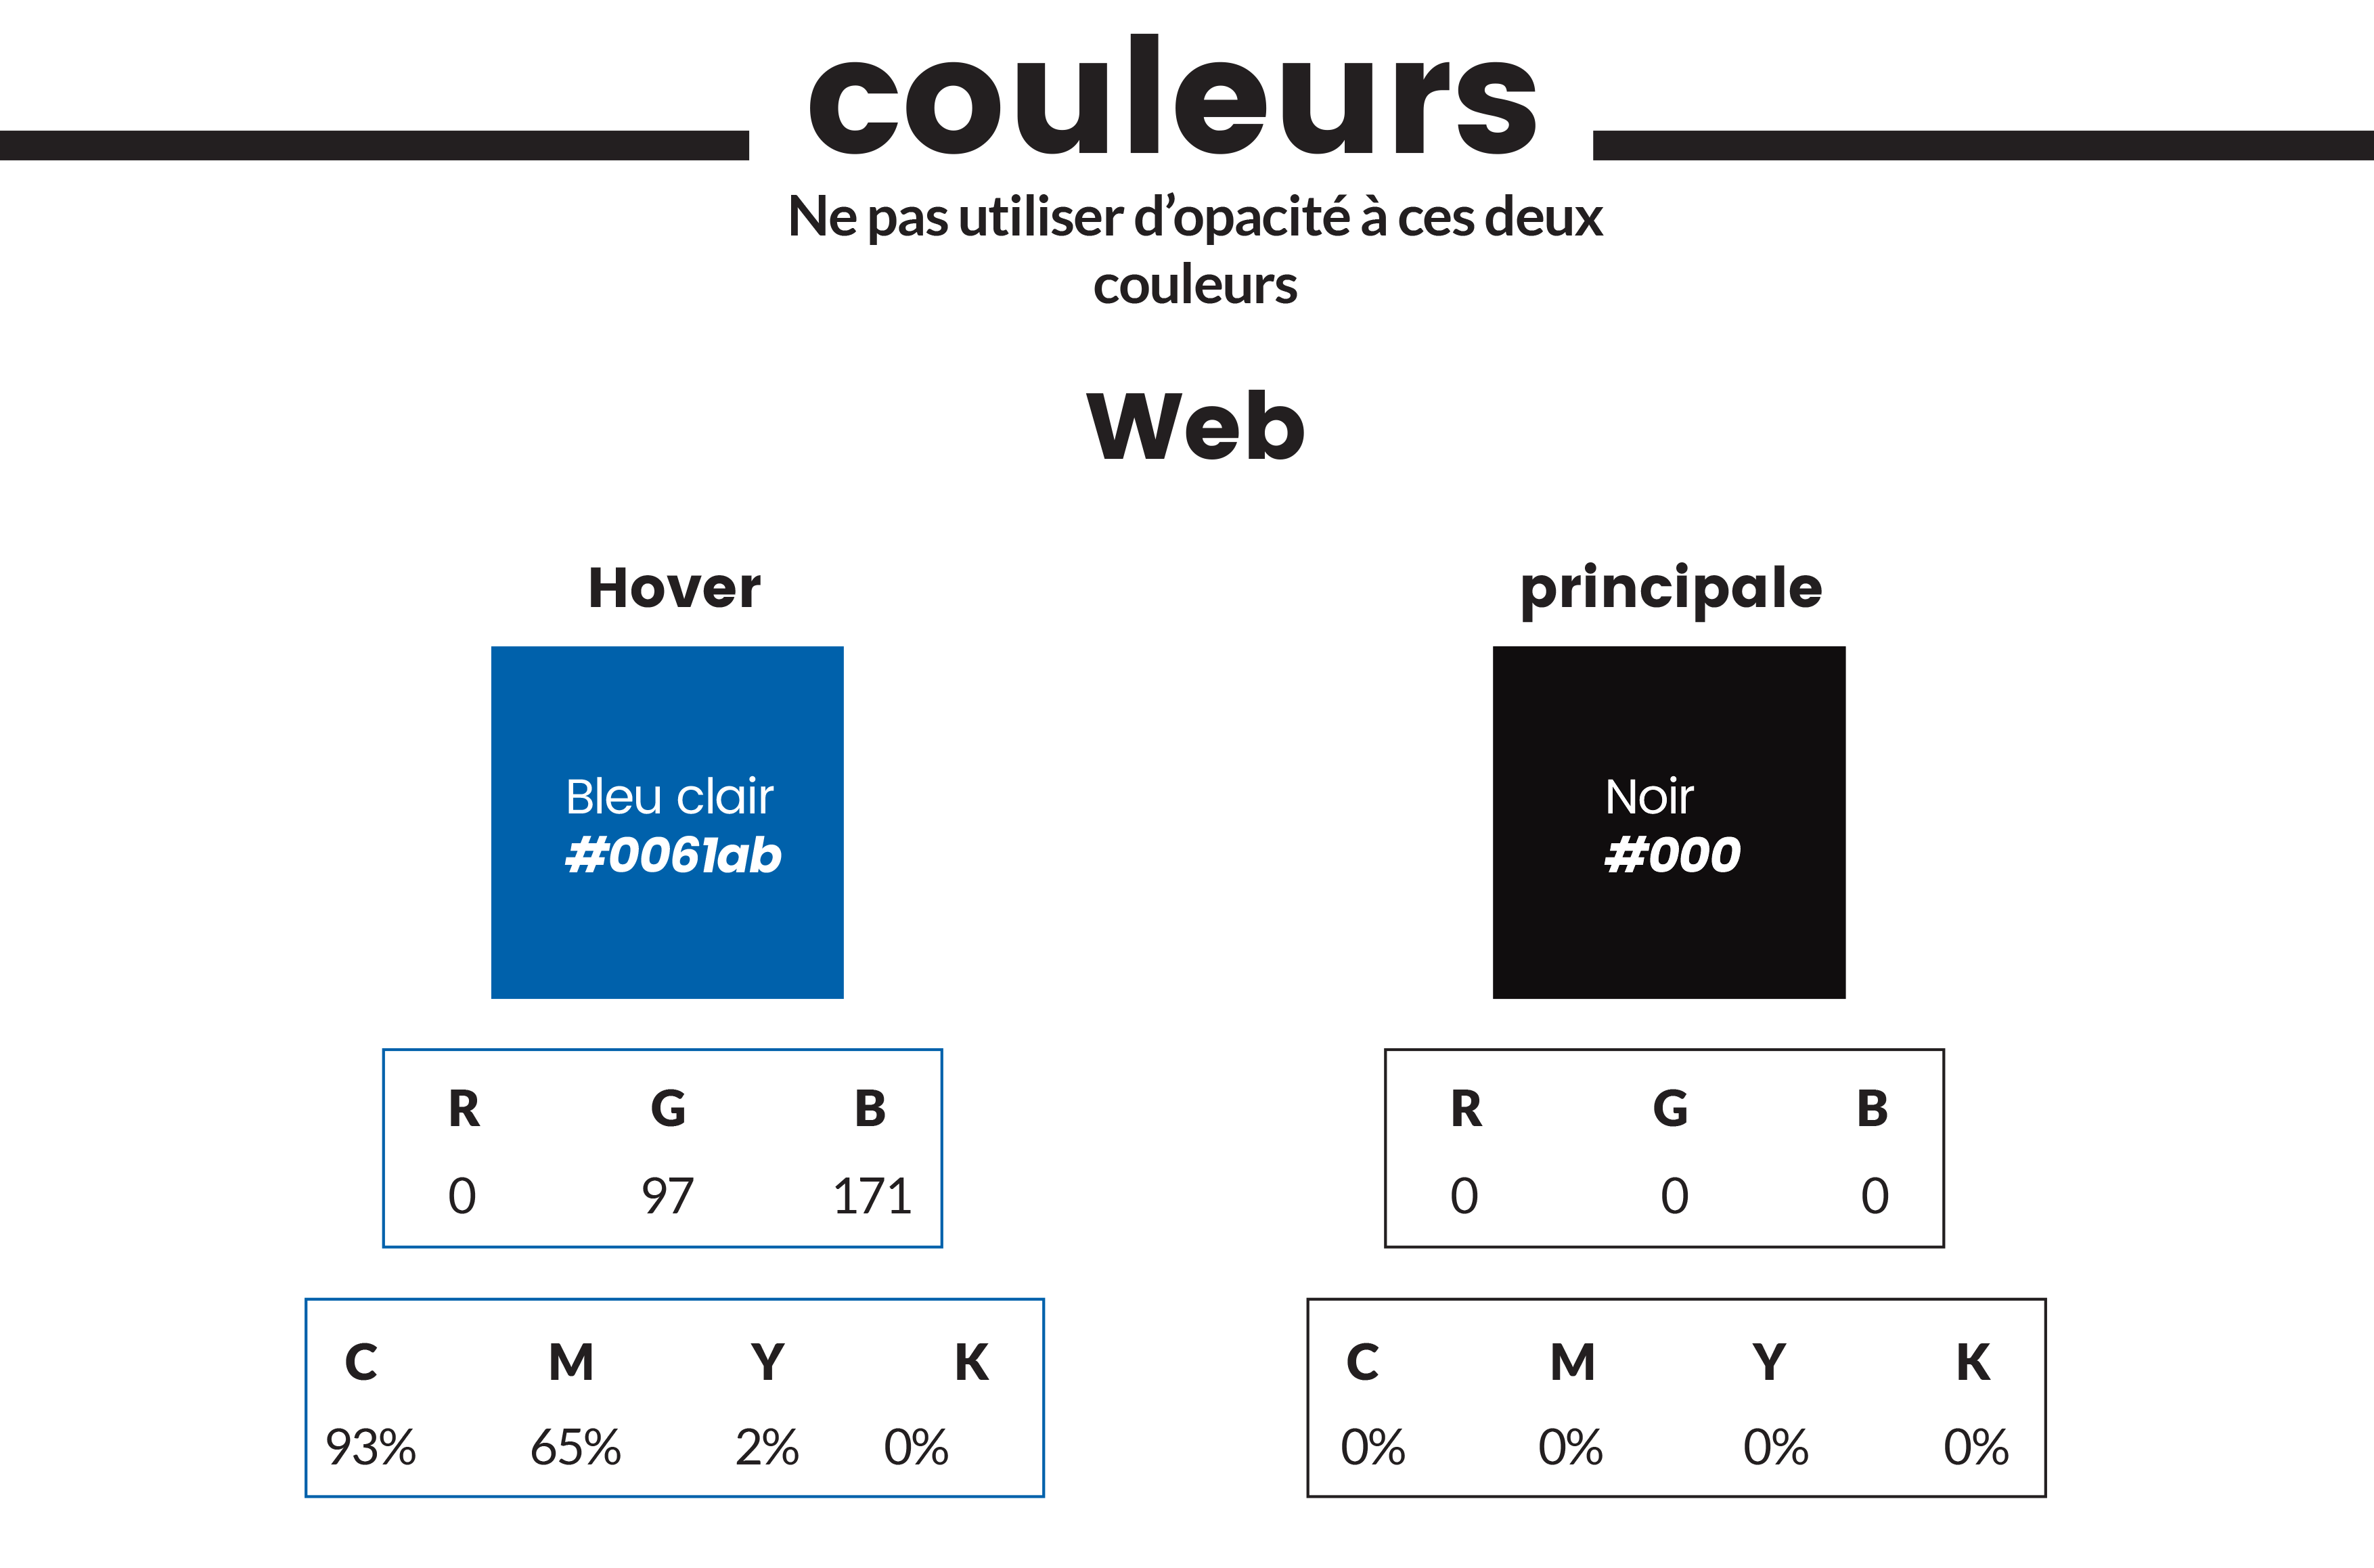 couleurs
Ne pas utiliser d’opacité à ces deux
couleurs
Web
Hover
principale
Bleu clair
#0061ab
Noir
#000
R G B
0 97 171
R G B
0 0 0
C M Y K
93% 65% 2% 0%
C M Y K
0% 0% 0% 0%